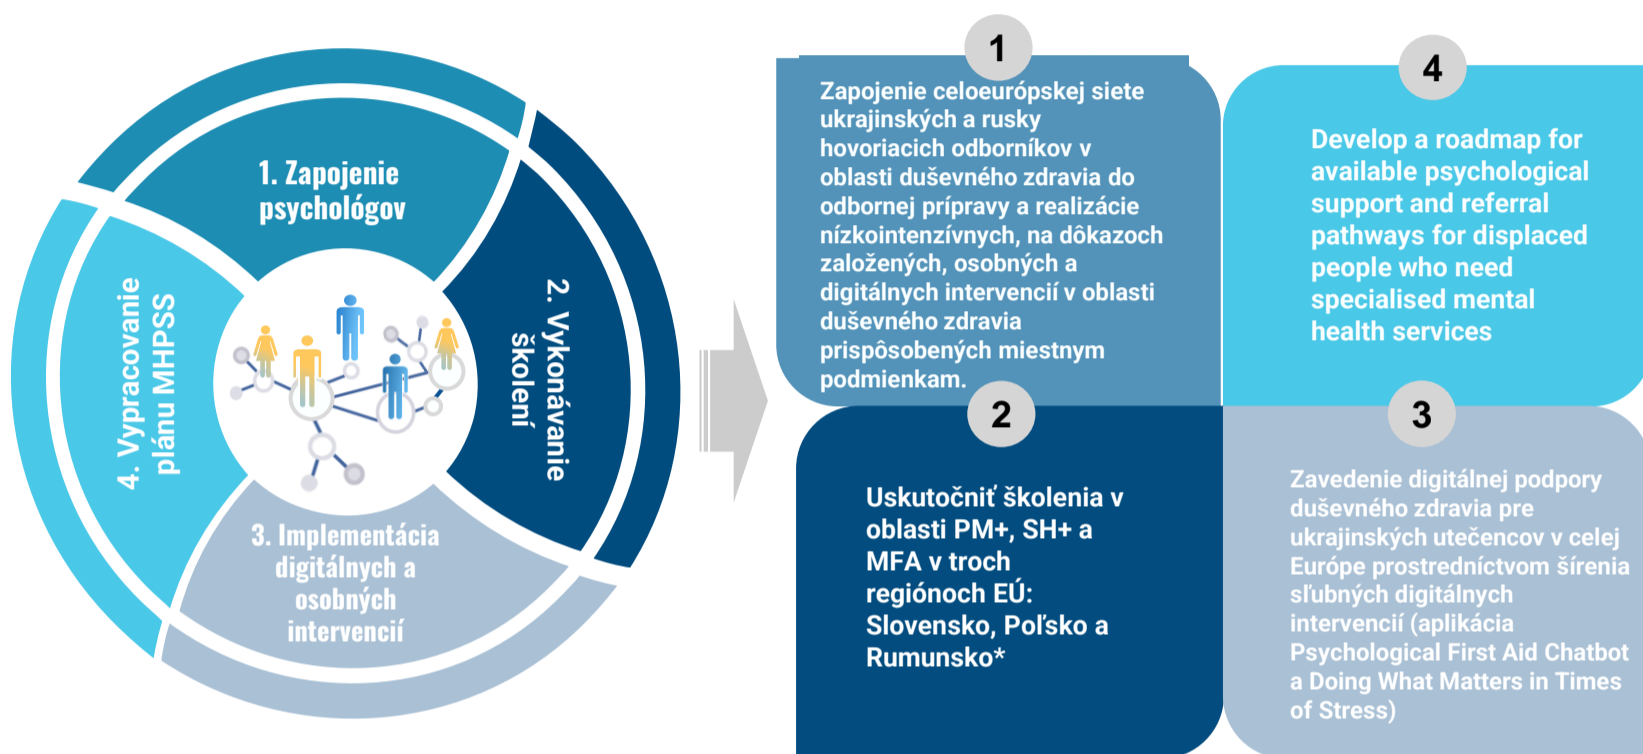 1. Zapojenie
psychológov
2. Vykonávanie
školení
3. Implementácia
digitálnych a
osobných
intervencií
4. Vypracovanie
plánu MHPSS
1
Zapojenie celoeurópskej siete
ukrajinských a rusky
hovoriacich odborníkov v
oblasti duševného zdravia do
odbornej prípravy a realizácie
nízkointenzívnych, na dôkazoch
založených, osobných a
digitálnych intervencií v oblasti
duševného zdravia
prispôsobených miestnym
podmienkam.
4
Develop a roadmap for
available psychological
support and referral
pathways for displaced
people who need
specialised mental
health services
2
Uskutočniť školenia v
oblasti PM+, SH+ a
MFA v troch
regiónoch EÚ:
Slovensko, Poľsko a
Rumunsko*
3
Zavedenie digitálnej podpory
duševného zdravia pre
ukrajinských utečencov v celej
Európe prostredníctvom šírenia
sľubných digitálnych
intervencií (aplikácia
Psychological First Aid Chatbot
a Doing What Matters in Times
of Stress)